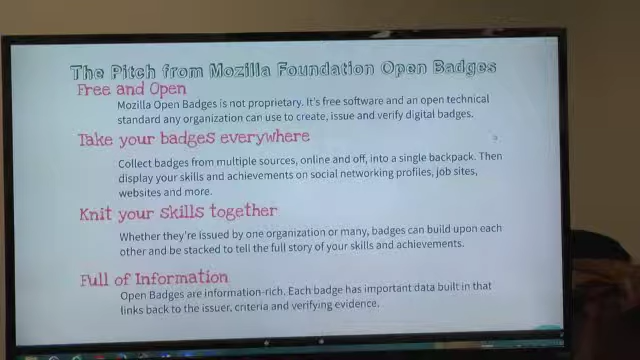 The Pitch from Mozilla Foundation Open Badges
Free and Open
Mozilla Open Badges is not proprietary. It's free software and an open technical
standard any organization can use to create, issue and verify digital badges.
Take your badges everywhere
Collect badges from multiple sources, online and off, into a single backpack. Then
display your skills and achievements on social networking profiles, job sites,
websites and more.
Knit your skills together
Whether they're issued by one organization or many, badges can build upon each
other and be stacked to tell the full story of your skills and achievements.
Full of Information
Open Badges are information-rich. Each badge has important data built in that
links back to the issuer, criteria and verifying evidence.